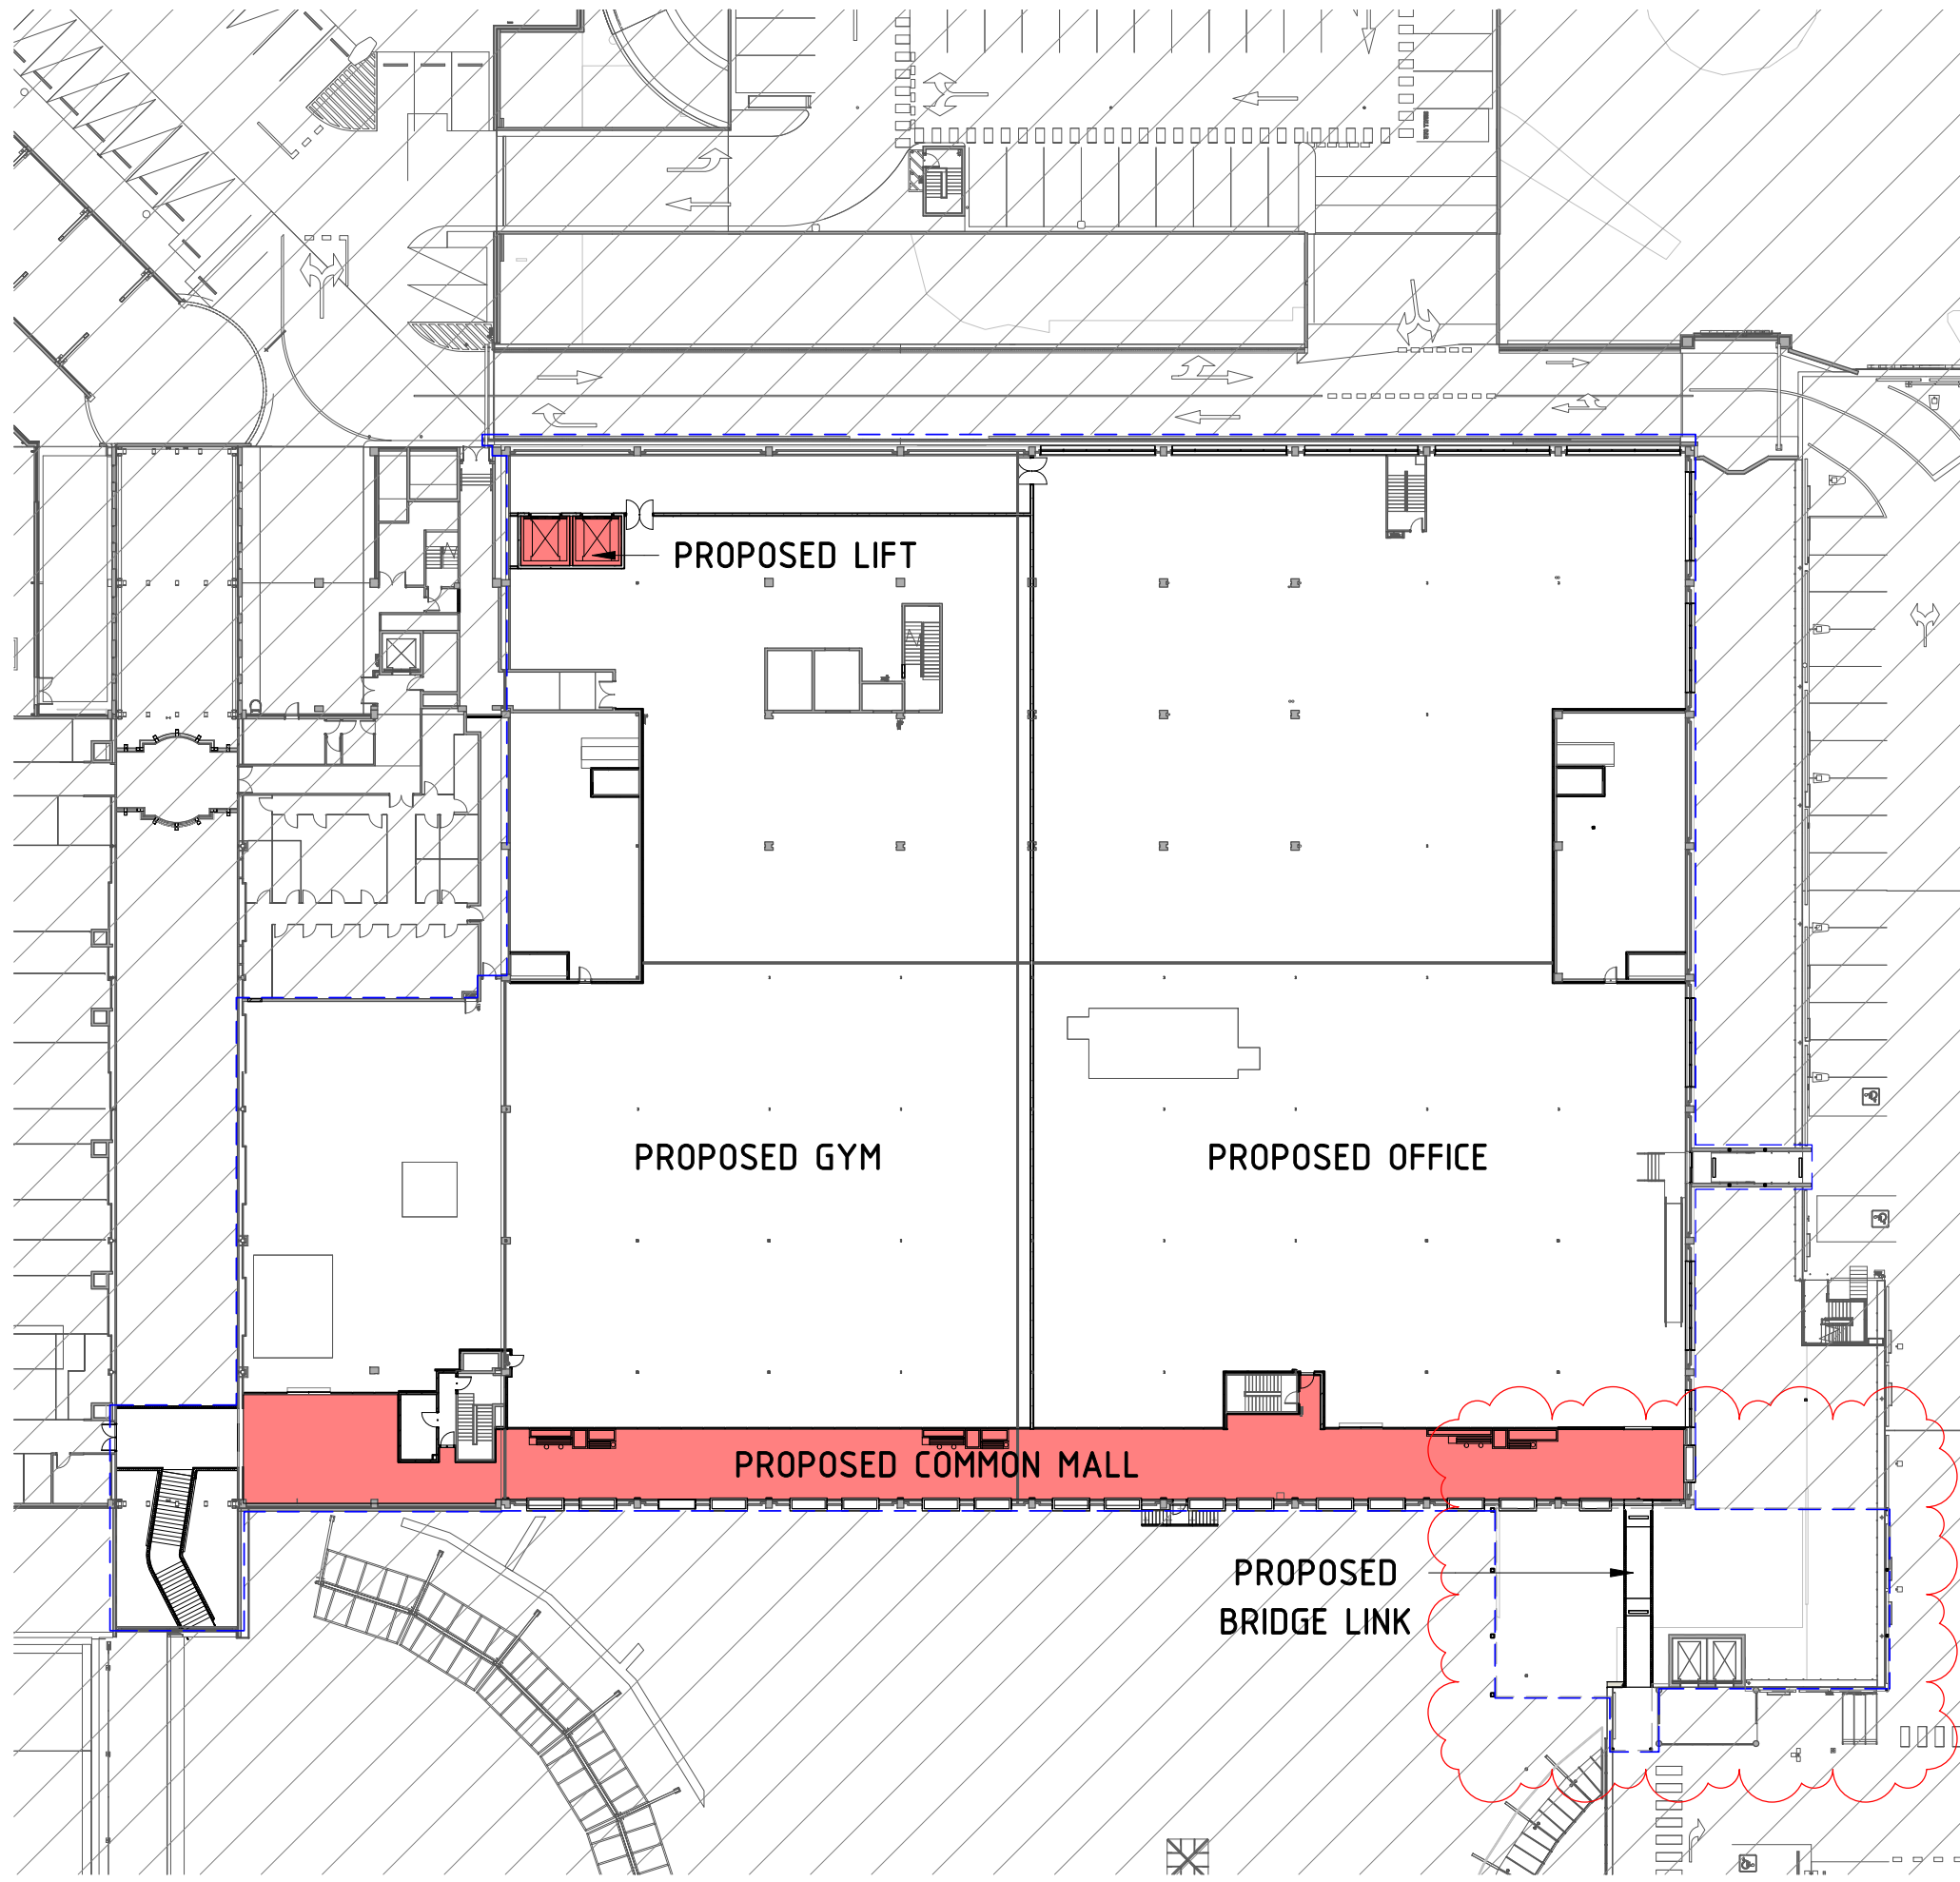 PROPOSED LIFT
PROPOSED GYM
PROPOSED OFFICE
PROPOSED COMMON MALL
PROPOSED
BRIDGE LINK